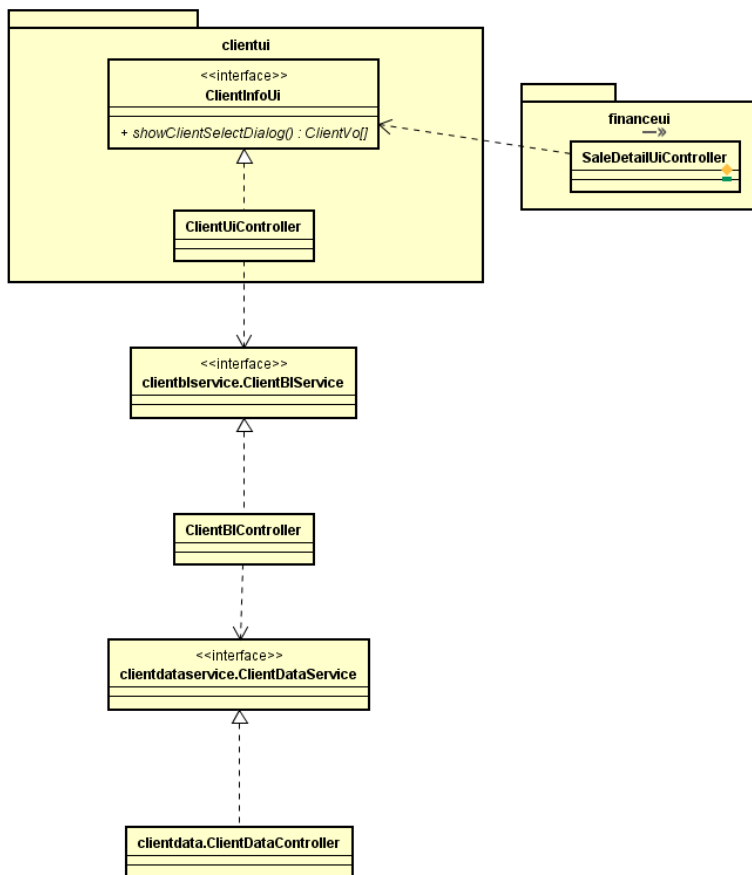 clientui
<<interface>>
ClientInfoUi
+ showClientSelectDialog() : ClientVo[]
financeui
SaleDetailUiController
ClientUiController
<<interface>>
clientblservice.ClientBlService
ClientBlController
<<interface>>
clientdataservice.ClientDataService
clientdata.ClientDataController